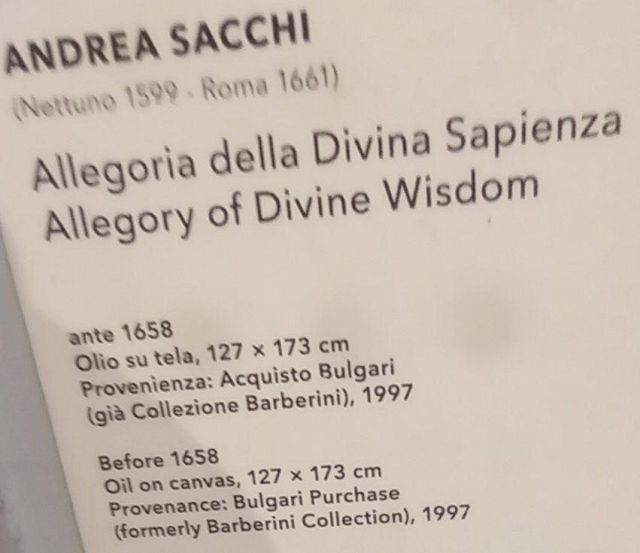 ANDREA SACCHI
(Nettuno 1599 - Roma 1661)
Allegoria della Divina Sapienza
Allegory of Divine Wisdom
ante 1658
Olio su tela, 127 × 173 cm
Provenienza: Acquisto Bulgari
(già Collezione Barberini), 1997
Before 1658
Oil on canvas, 127 × 173 cm
Provenance: Bulgari Purchase
(formerly Barberini Collection), 1997